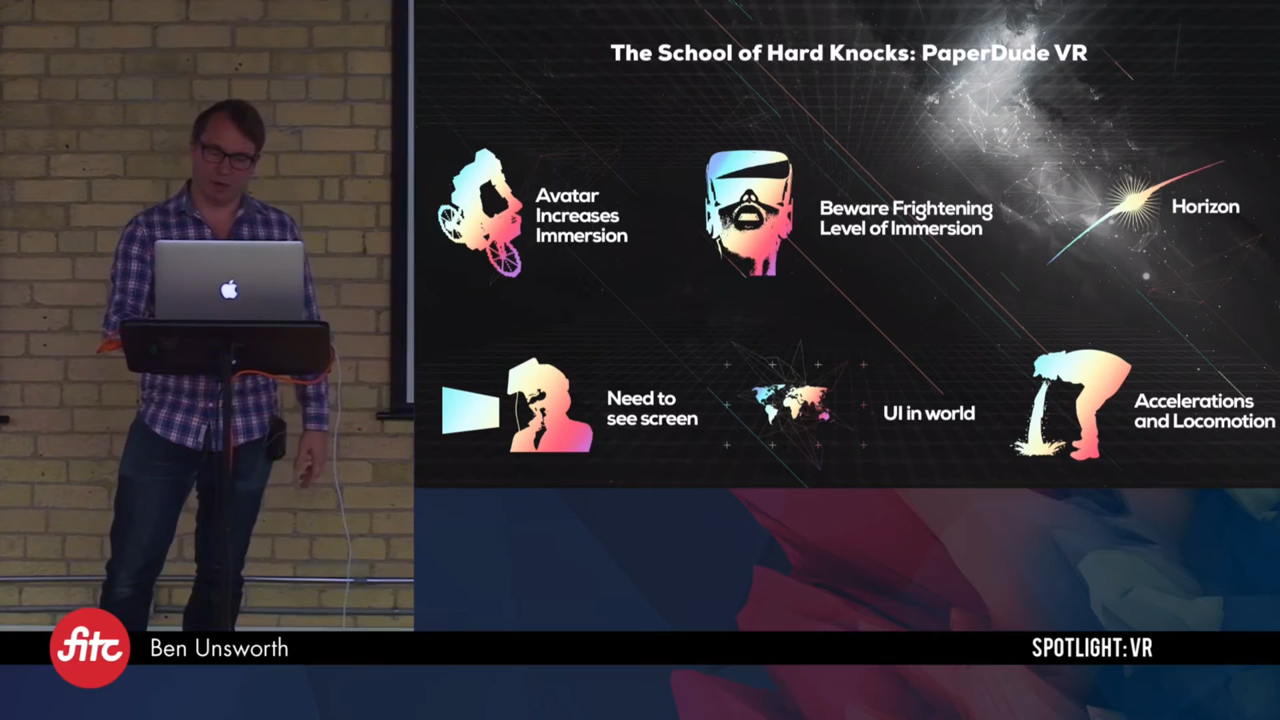 The School of Hard Knocks: PaperDude VR
Avatar
Increases
Immersion
Beware Frightening
Level of Immersion
Horizon
Need to
see screen
UI in world
Accelerations
and Locomotion
fitc
Ben Unsworth
SPOTLIGHT: VR